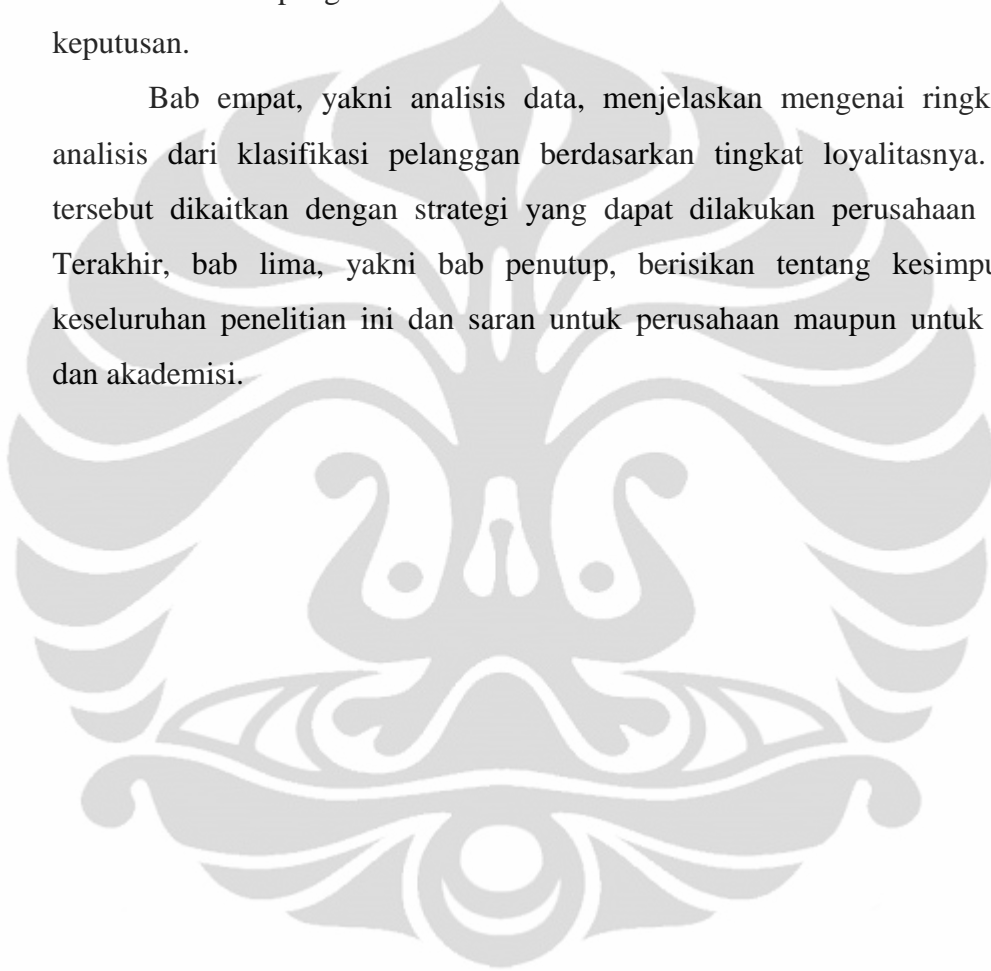 keputusan.
Bab empat, yakni analisis data, menjelaskan mengenai ringk
analisis dari klasifikasi pelanggan berdasarkan tingkat loyalitasnya.
tersebut dikaitkan dengan strategi yang dapat dilakukan perusahaan
Terakhir, bab lima, yakni bab penutup, berisikan tentang kesimpu
keseluruhan penelitian ini dan saran untuk perusahaan maupun untuk
dan akademisi.